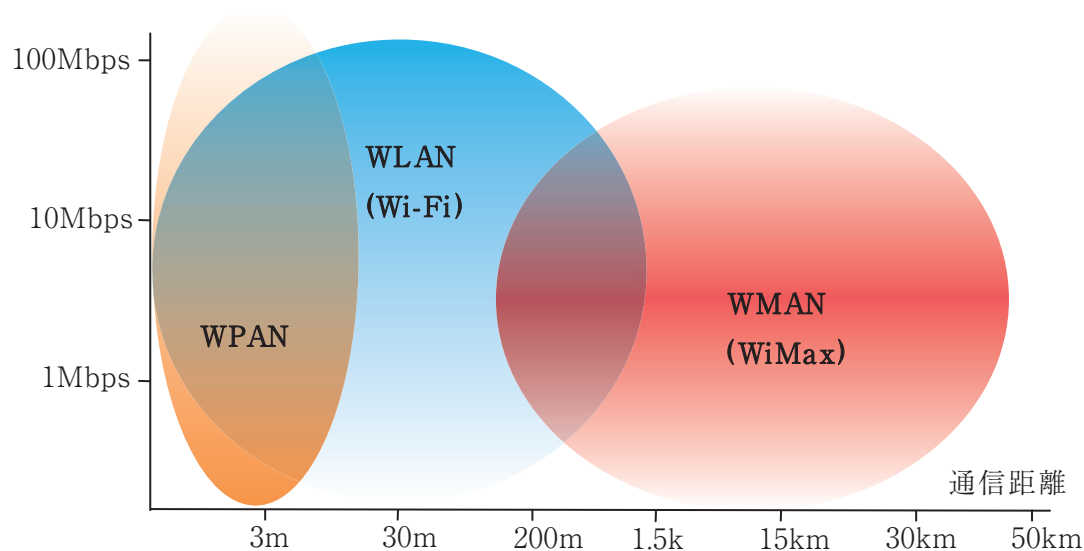 100Mbps
10Mbps
1Mbps
WLAN
(Wi-Fi)
WPAN
WMAN
(WiMax)
通信距離
3m
30m
200m
1.5k
15km
30km
50km